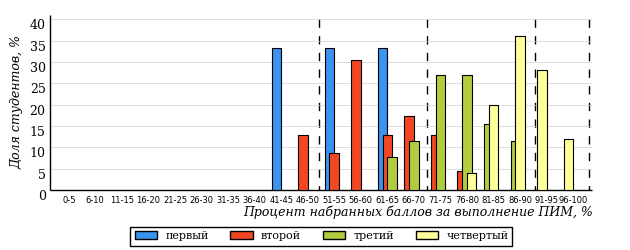 40
35
30
25
20
15
10
5
0
Доля студентов, %
0-5 6-10 11-15 16-20 21-25 26-30 31-35 36-40 41-45 46-50 51-55 56-60 61-65 66-70 71-75 76-80 81-85 86-90 91-95 96-100
Процент набранных баллов за выполнение ПИМ, %
первый второй третий четвертый